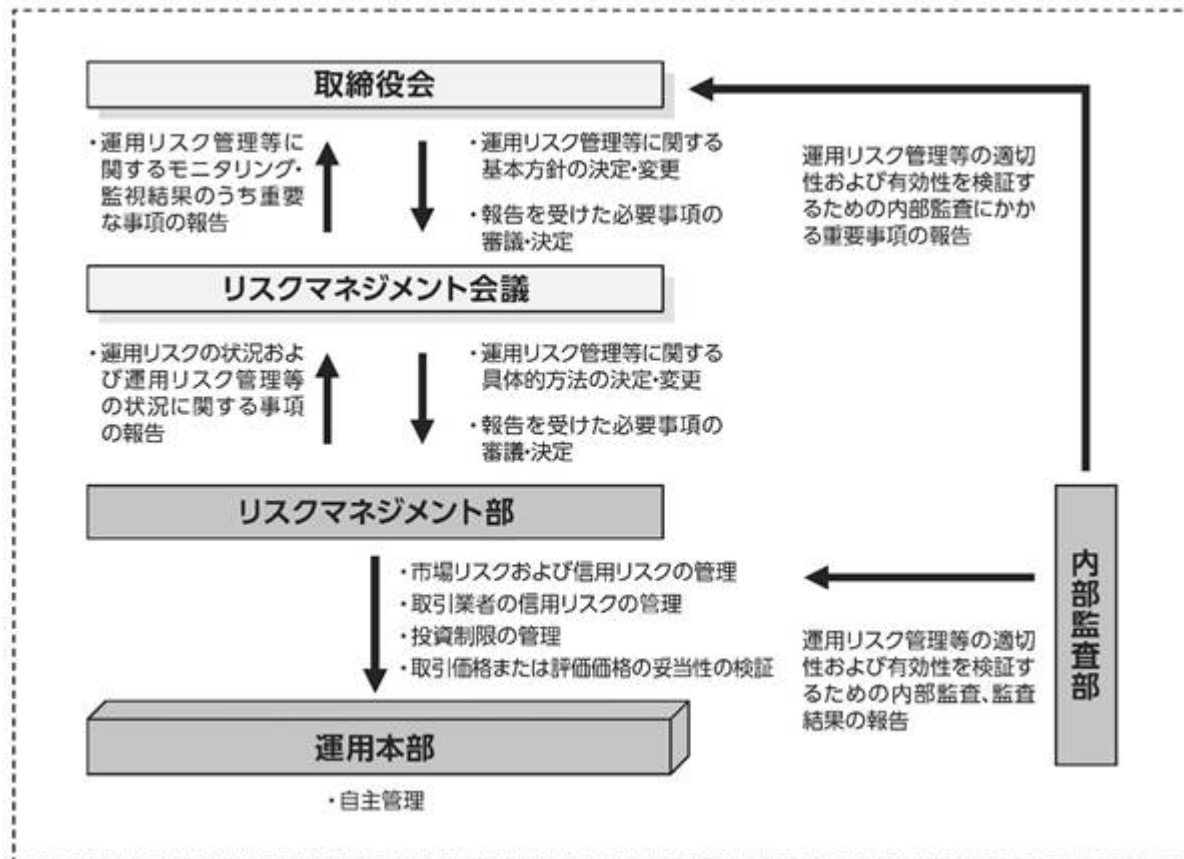 取締役会
・運用リスク管理等に
関するモニタリング・
監視結果のうち重要
な事項の報告
・運用リスク管理等に関する
基本方針の決定・変更
・報告を受けた必要事項の
審議・決定
運用リスク管理等の適切
性および有効性を検証す
るための内部監査にかか
る重要事項の報告
リスクマネジメント会議
・運用リスクの状況およ
び運用リスク管理等
の状況に関する事項
の報告
・運用リスク管理等に関する
具体的方法の決定・変更
・報告を受けた必要事項の
審議・決定
リスクマネジメント部
・市場リスクおよび信用リスクの管理
・取引業者の信用リスクの管理
・投資制限の管理
・取引価格または評価価格の妥当性の検証
運用リスク管理等の適切
性および有効性を検証す
るための内部監査、監査
結果の報告
内部監査部
運用本部
・自主管理